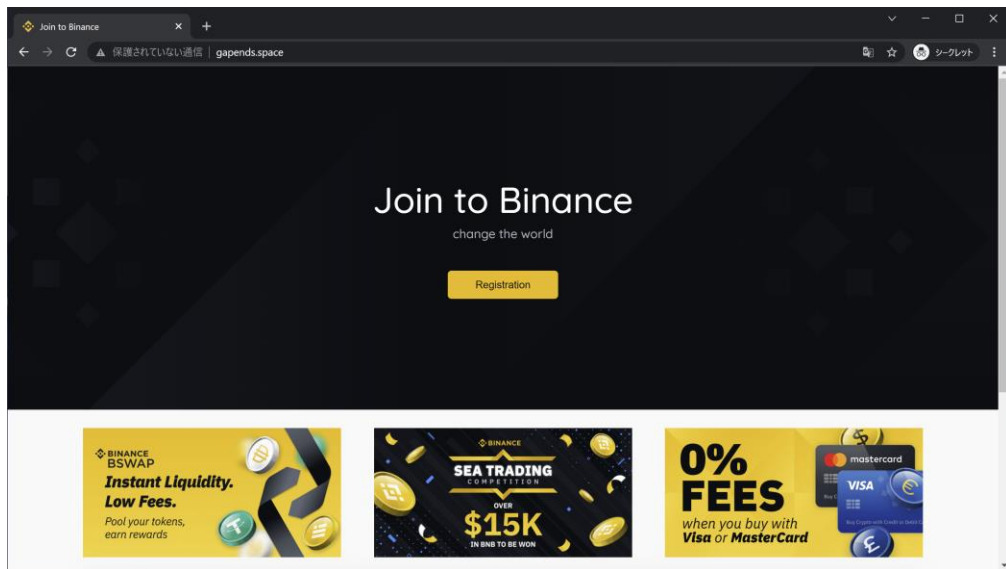 Join to Binance
保護されていない通信 | gapends.space
シークレット
Join to Binance
change the world
Registration
BINANCE
BSWAP
Instant Liquidity.
Low Fees.
Pool your tokens,
earn rewards
BINANCE
SEA TRADING
COMPETITION
OVER
$15K
IN BNB TO BE WON
0%
FEES
when you buy with
Visa or MasterCard
mastercard
VISA